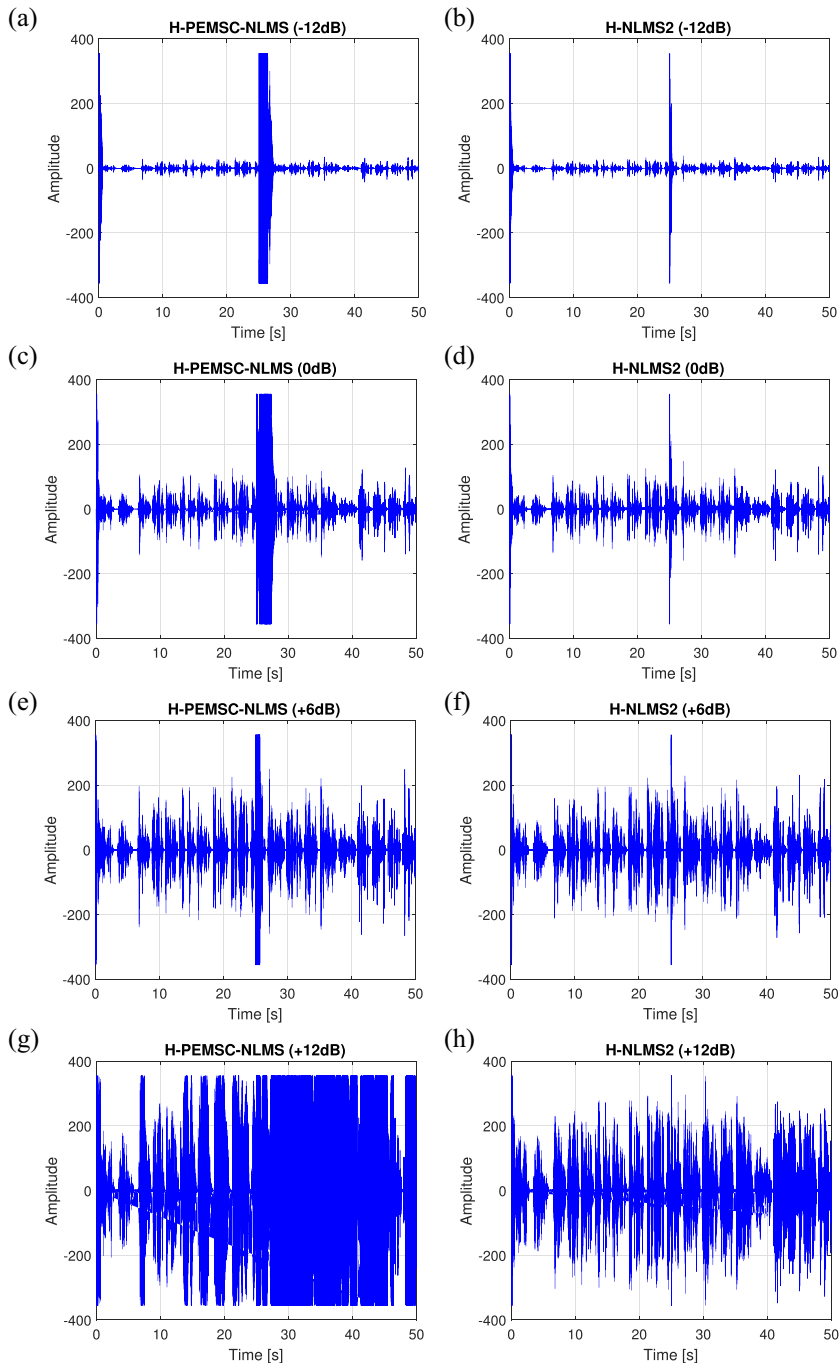 (a)
H-PEMSC-NLMS (-12dB)
400
200
0
-200
-400
Amplitude
0 10 20 30 40 50
Time [s]
(b)
H-NLMS2 (-12dB)
400
200
0
-200
-400
Amplitude
0 10 20 30 40 50
Time [s]
(c)
H-PEMSC-NLMS (0dB)
400
200
0
-200
-400
Amplitude
0 10 20 30 40 50
Time [s]
(d)
H-NLMS2 (0dB)
400
200
0
-200
-400
Amplitude
0 10 20 30 40 50
Time [s]
(e)
H-PEMSC-NLMS (+6dB)
400
200
0
-200
-400
Amplitude
0 10 20 30 40 50
Time [s]
(f)
H-NLMS2 (+6dB)
400
200
0
-200
-400
Amplitude
0 10 20 30 40 50
Time [s]
(g)
H-PEMSC-NLMS (+12dB)
400
200
0
-200
-400
Amplitude
0 10 20 30 40 50
Time [s]
(h)
H-NLMS2 (+12dB)
400
200
0
-200
-400
Amplitude
0 10 20 30 40 50
Time [s]